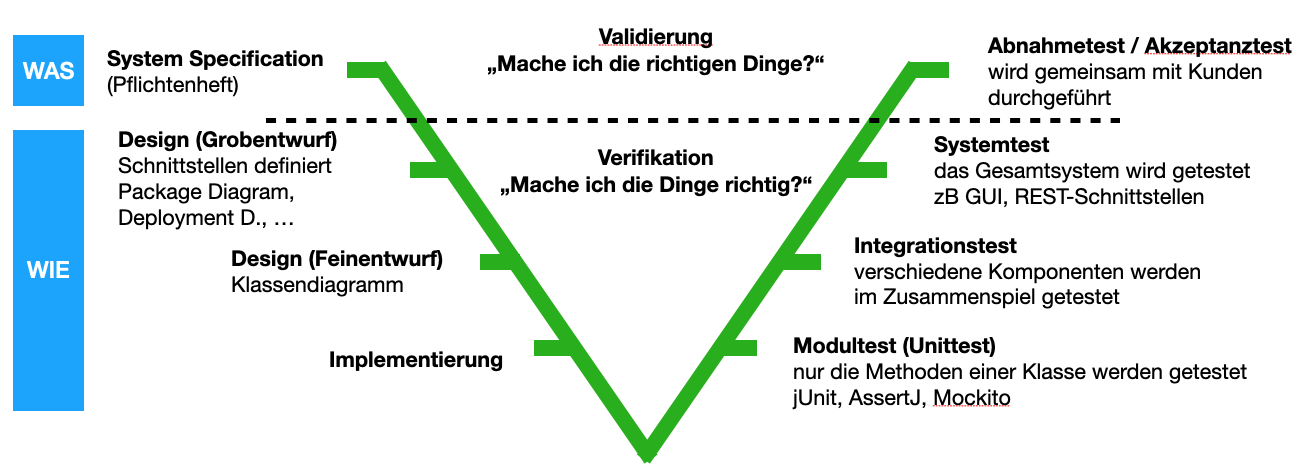 WAS
System Specification
(Pflichtenheft)
Validierung
„Mache ich die richtigen Dinge?“
Abnahmetest / Akzeptanztest
wird gemeinsam mit Kunden
durchgeführt
WIE
Design (Grobentwurf)
Schnittstellen definiert
Package Diagram,
Deployment D., …
Verifikation
„Mache ich die Dinge richtig?“
Systemtest
das Gesamtsystem wird getestet
zB GUI, REST-Schnittstellen
Design (Feinentwurf)
Klassendiagramm
Integrationstest
verschiedene Komponenten werden
im Zusammenspiel getestet
Implementierung
Modultest (Unittest)
nur die Methoden einer Klasse werden getestet
jUnit, AssertJ, Mockito